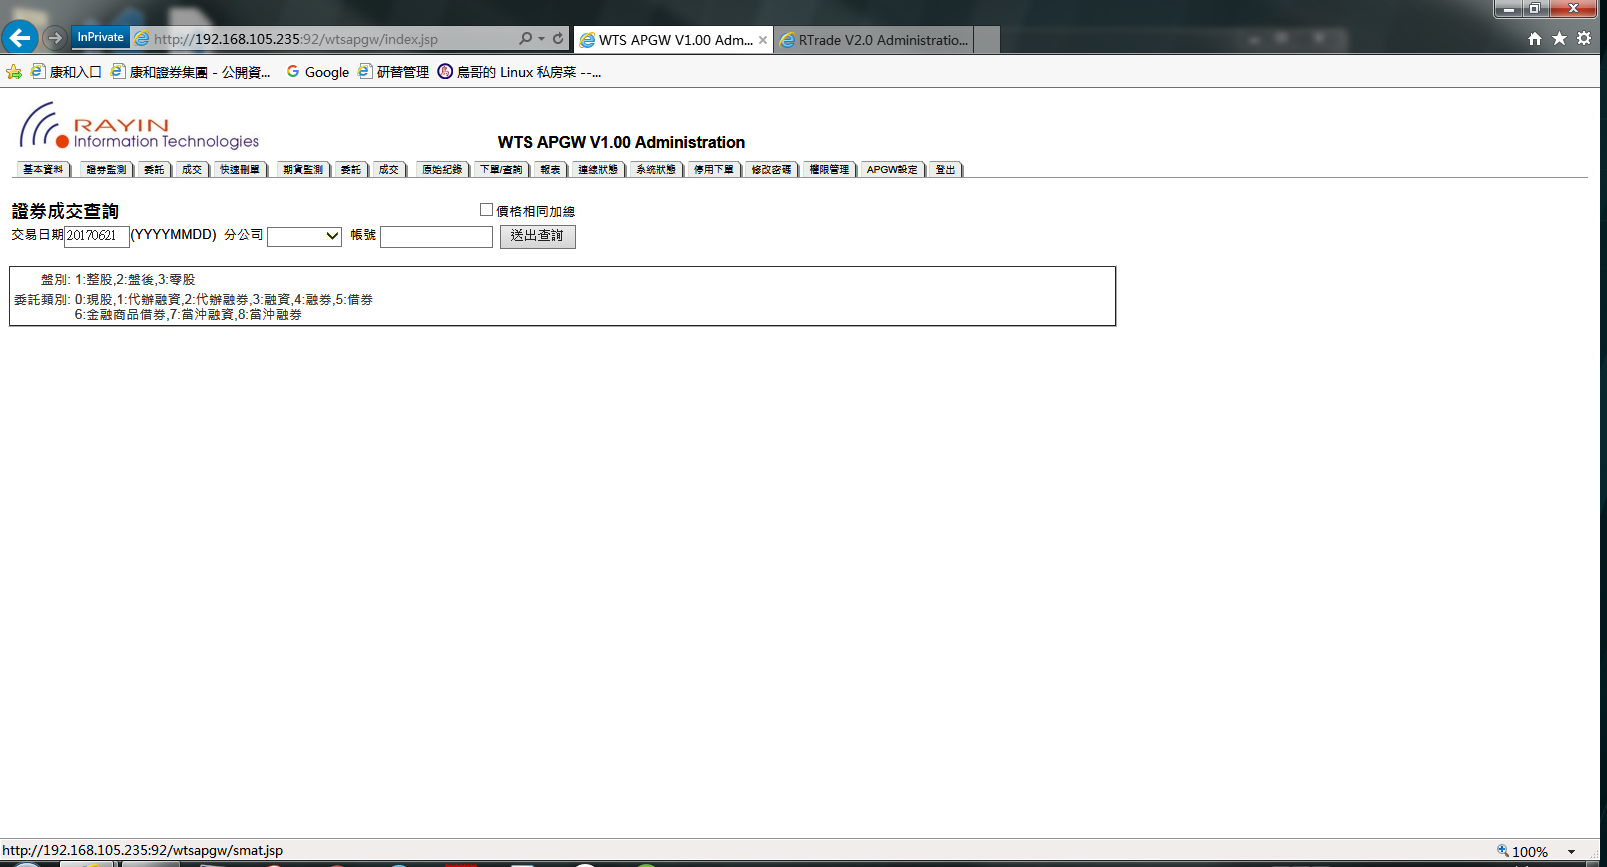 InPrivate http://192.168.105.235:92/wtsapgw/index.jsp WTS APGW V1.00 Adm... RTrade V2.0 Administratio...
康和入口 康和證券集團 - 公開資... Google 研替管理 鳥哥的 Linux 私房菜 --...
RAYIN
Information Technologies
WTS APGW V1.00 Administration
基本資料 證券監測 委託 成交 快速刪單 期貨監測 委託 成交 原始紀錄 下單/查詢 報表 連線狀態 系統狀態 停用下單 修改密碼 權限管理 APGW設定 登出
證券成交查詢 價格相同加總
交易日期 20170621 (YYYYMMDD) 分公司 帳號 送出查詢
盤別: 1:整股,2:盤後,3:零股
委託類別: 0:現股,1:代辦融資,2:代辦融券,3:融資,4:融券,5:借券
6:金融商品借券,7:當沖融資,8:當沖融券
http://192.168.105.235:92/wtsapgw/smat.jsp 100%